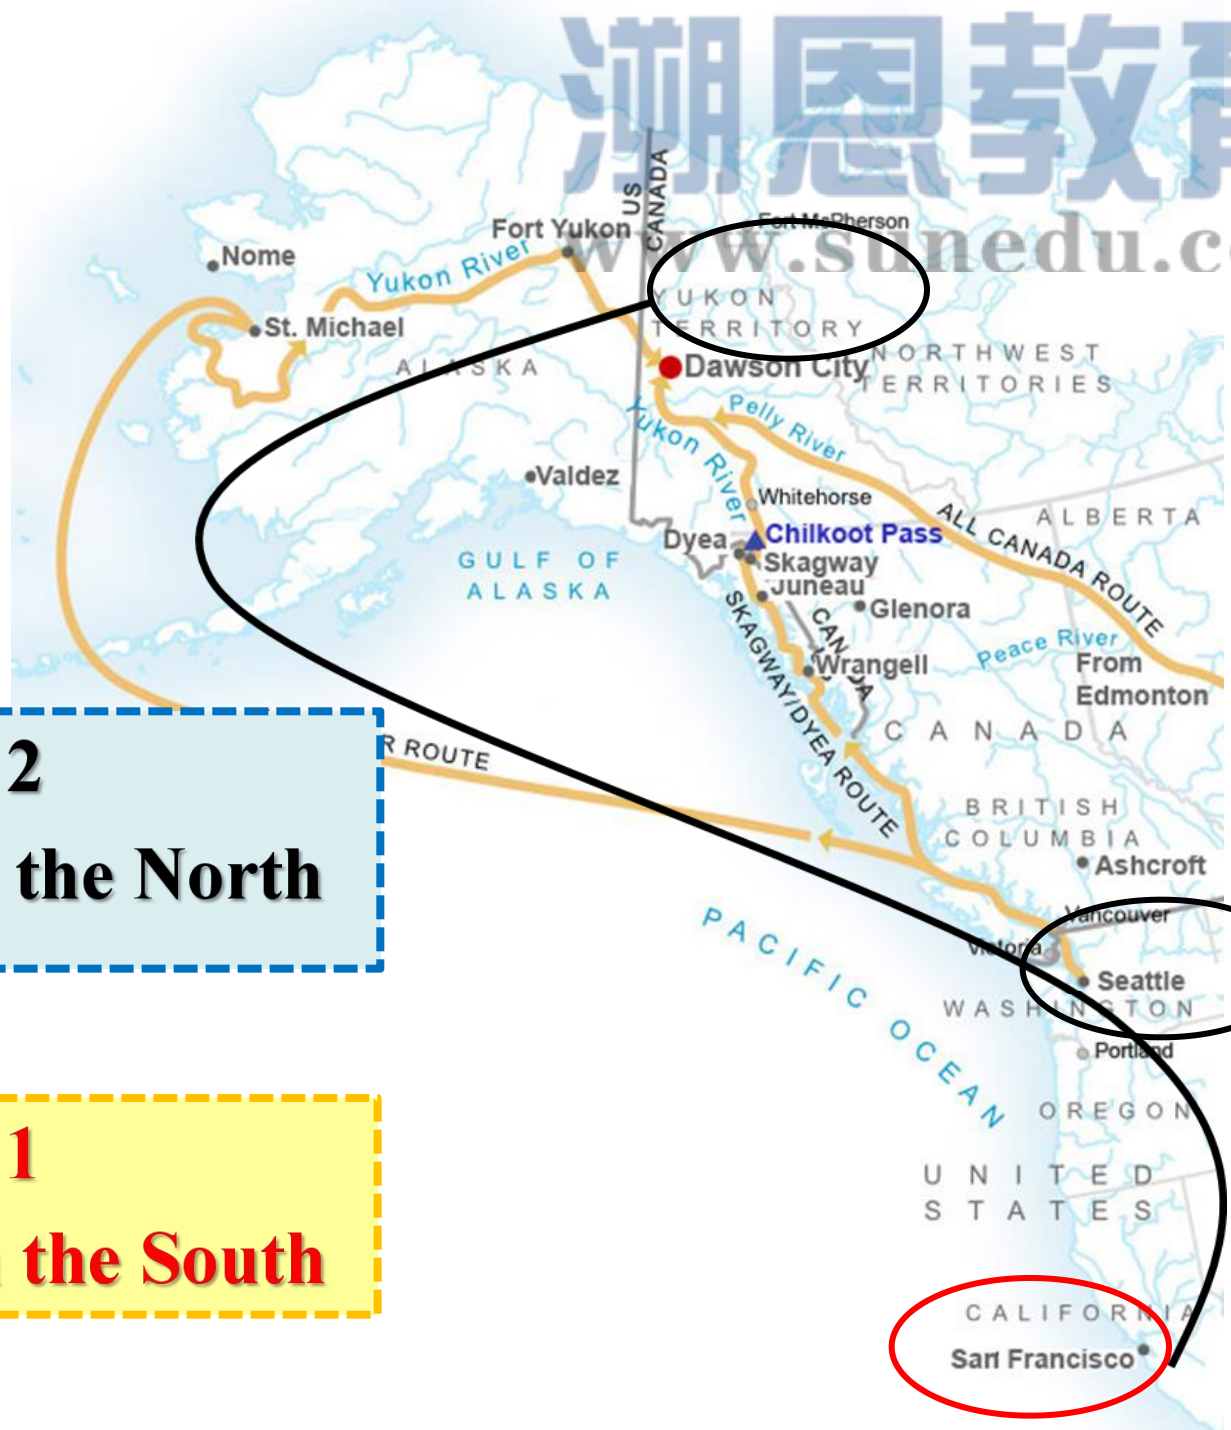 溯恩教育
www.sunedu.c
US
CANADA
Fort McPherson
Fort Yukon
Nome
Yukon River
YUKON
TERRITORY
St. Michael
ALASKA
Dawson City
NORTHWEST
TERRITORIES
Pelly River
Yukon River
Valdez
Whitehorse
ALL CANADA ROUTE
ALBERTA
Dyea
Chilkoot Pass
Skagway
Juneau
GULF OF
ALASKA
Glenora
CANADA
Peace River
Wrangell
From
Edmonton
SKAGWAY/DYEA ROUTE
CANADA
2
the North
R ROUTE
BRITISH
COLUMBIA
Ashcroft
Vancouver
Victoria
PACIFIC OCEAN
Seattle
WASHINGTON
Portland
OREGON
1
the South
UNITED
STATES
CALIFORNIA
San Francisco